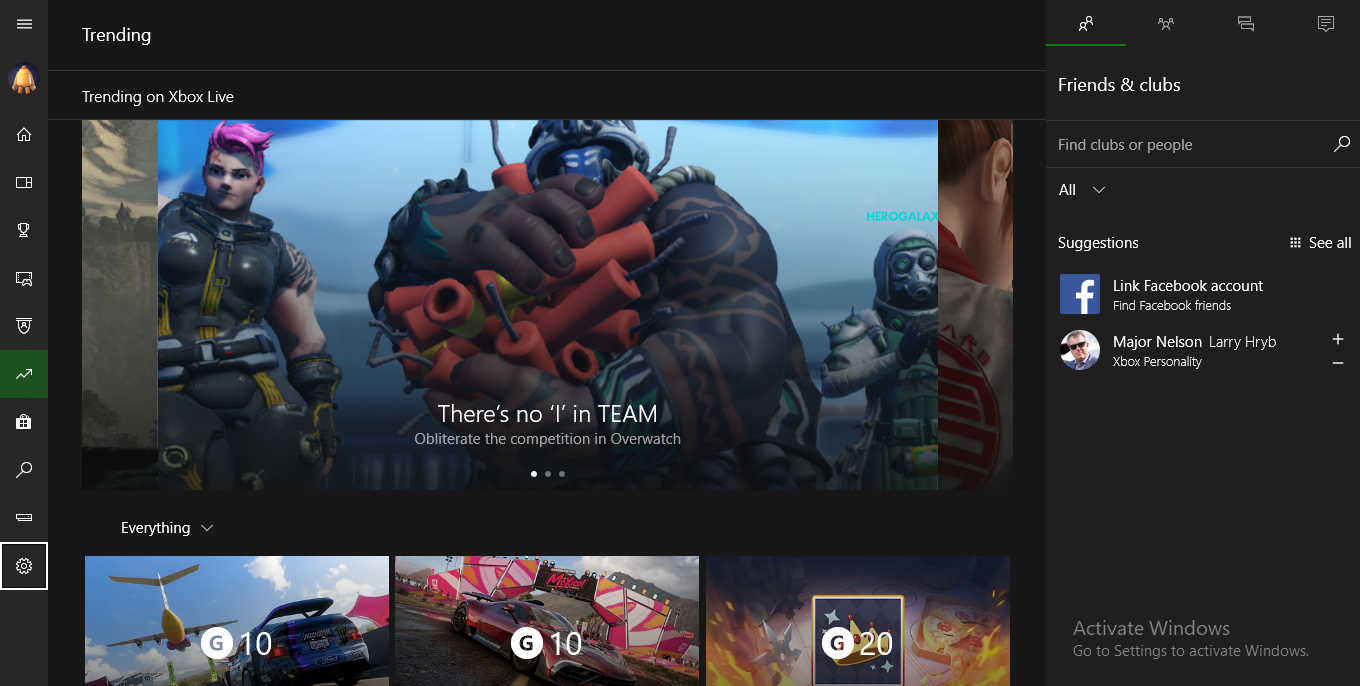 Trending
Trending on Xbox Live
HEROGALAX
There's no 'I' in TEAM
Obliterate the competition in Overwatch
Everything
G 10
Mexico!
G 10
G 20
Friends & clubs
Find clubs or people
All
Suggestions
See all
Link Facebook account
Find Facebook friends
Major Nelson Larry Hryb
Xbox Personality
Activate Windows
Go to Settings to activate Windows.